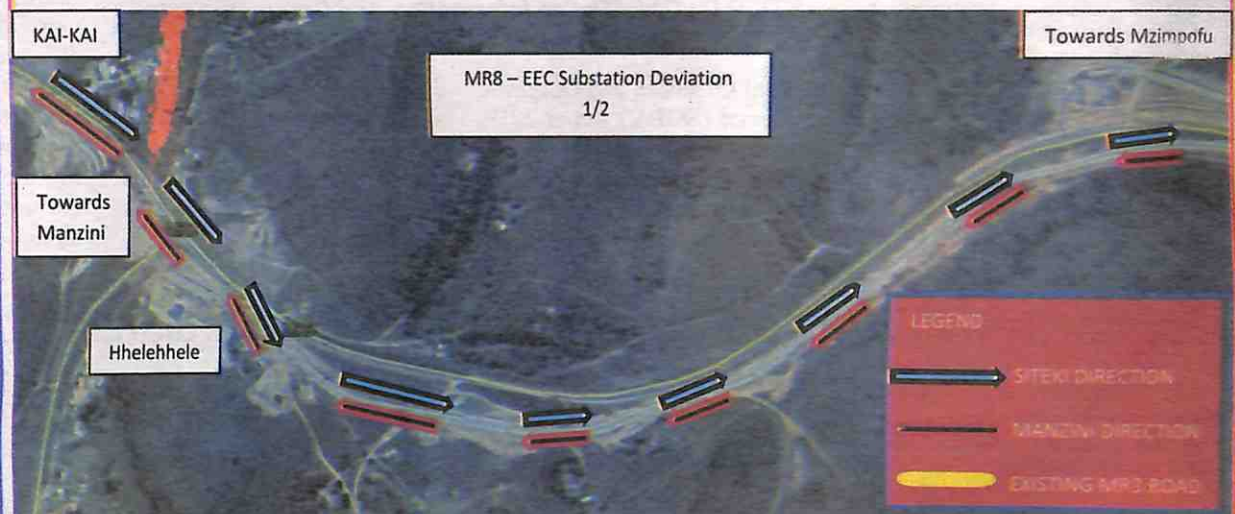 KAI-KAI
Towards Mzimpofu
MR8 – EEC Substation Deviation
1/2
Towards
Manzini
Hhelehhele
LEGEND
SITEKI DIRECTION
MANZINI DIRECTION
EXISTING MR3 ROAD